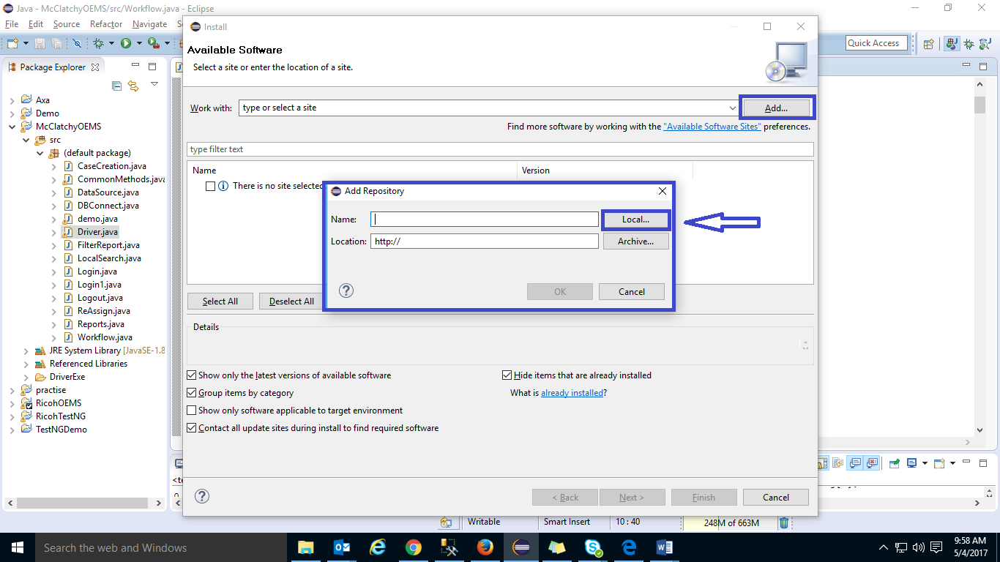 Java - McClatchyOEMS/src/Workflow.java - Eclipse
File Edit Source Refactor Navigate
Quick Access
Package Explorer
Axa
Demo
McClatchyOEMS
src
(default package)
CaseCreation.java
CommonMethods.java
DataSource.java
DBConnect.java
demo.java
Driver.java
FilterReport.java
LocalSearch.java
Login.java
Login1.java
Logout.java
ReAssign.java
Reports.java
Workflow.java
JRE System Library [JavaSE-1.8
Referenced Libraries
DriverExe
practise
RicohOEMS
RicohTestNG
TestNGDemo
Install
Available Software
Select a site or enter the location of a site.
Work with: type or select a site Add...
Find more software by working with the "Available Software Sites" preferences.
type filter text
Name Version
There is no site selected
Add Repository
Name: Local...
Location: http:// Archive...
? OK Cancel
Select All Deselect All
Details
Show only the latest versions of available software Hide items that are already installed
Group items by category What is already installed?
Show only software applicable to target environment
Contact all update sites during install to find required software
<te
? < Back Next > Finish Cancel
Writable Smart Insert 10 : 40 248M of 663M
Search the web and Windows
9:58 AM
5/4/2017